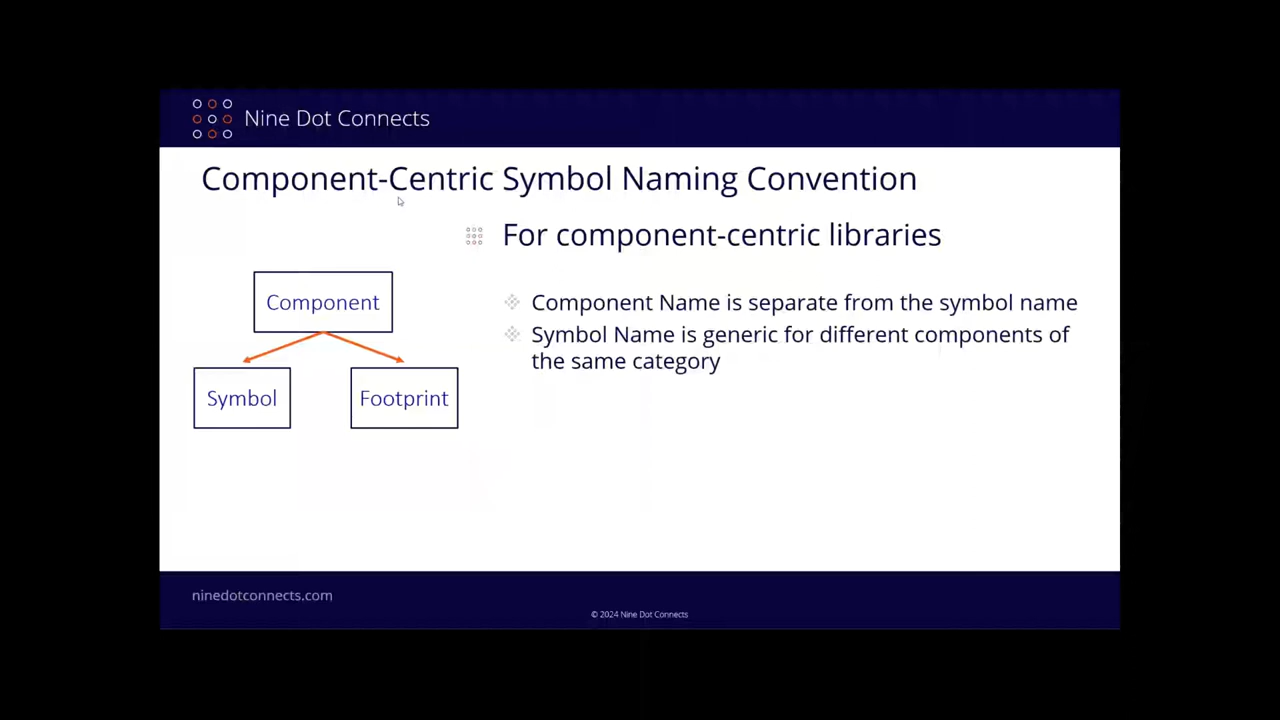 Nine Dot Connects
Component-Centric Symbol Naming Convention
For component-centric libraries
Component
Component Name is separate from the symbol name
Symbol Name is generic for different components of
the same category
Symbol
Footprint
ninedotconnects.com
© 2024 Nine Dot Connects